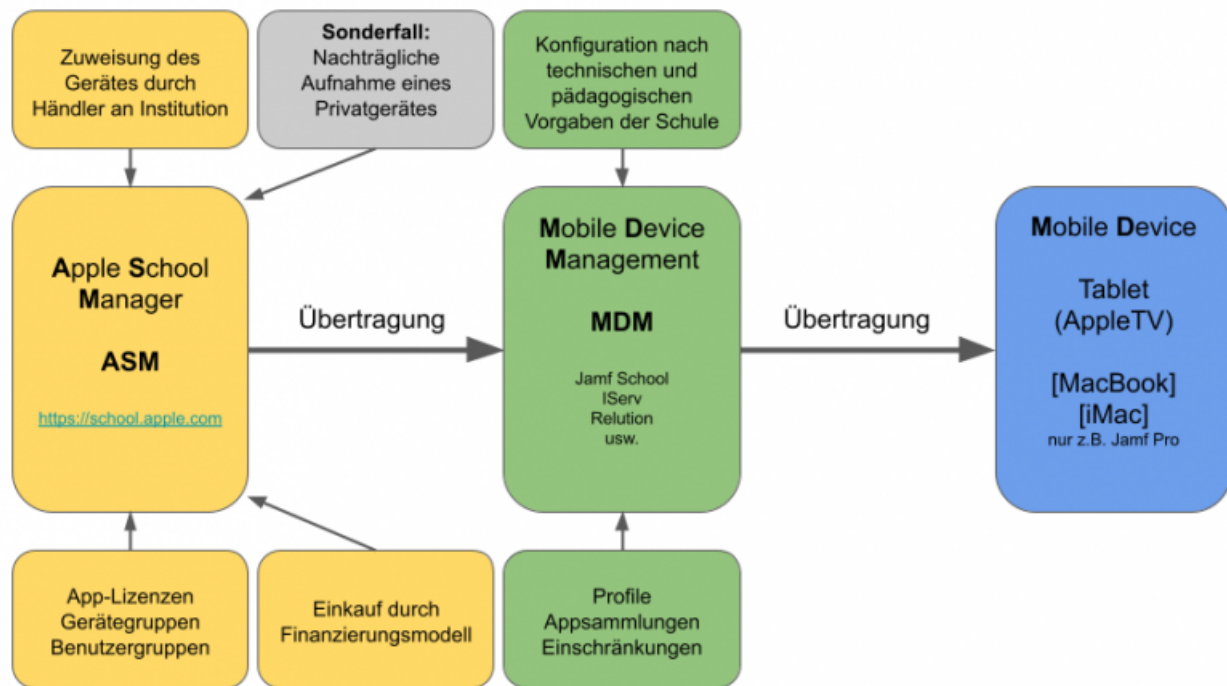 Zuweisung des
Gerätes durch
Händler an Institution
Sonderfall:
Nachträgliche
Aufnahme eines
Privatgerätes
Konfiguration nach
technischen und
pädagogischen
Vorgaben der Schule
Apple School
Manager
ASM
https://school.apple.com
Übertragung
Mobile Device
Management
MDM
Jamf School
IServ
Relution
usw.
Übertragung
Mobile Device
Tablet
(AppleTV)
[MacBook]
[iMac]
nur z.B. Jamf Pro
App-Lizenzen
Gerätegruppen
Benutzergruppen
Einkauf durch
Finanzierungsmodell
Profile
Appsammlungen
Einschränkungen